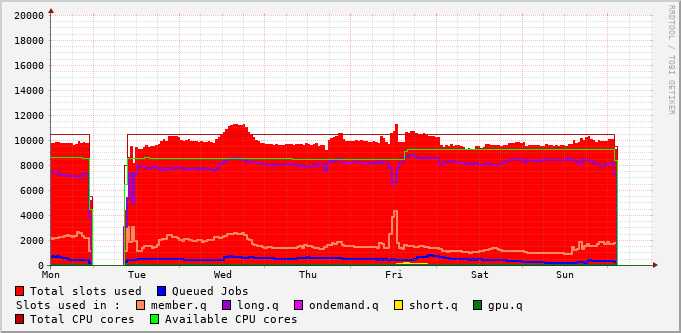 20000
18000
16000
14000
12000
10000
8000
6000
4000
2000
0
Mon Tue Wed Thu Fri Sat Sun
RRDTOOL / TOBI OETIKER
Total slots used Queued Jobs
Slots used in : member.q long.q ondemand.q short.q gpu.q
Total CPU cores Available CPU cores